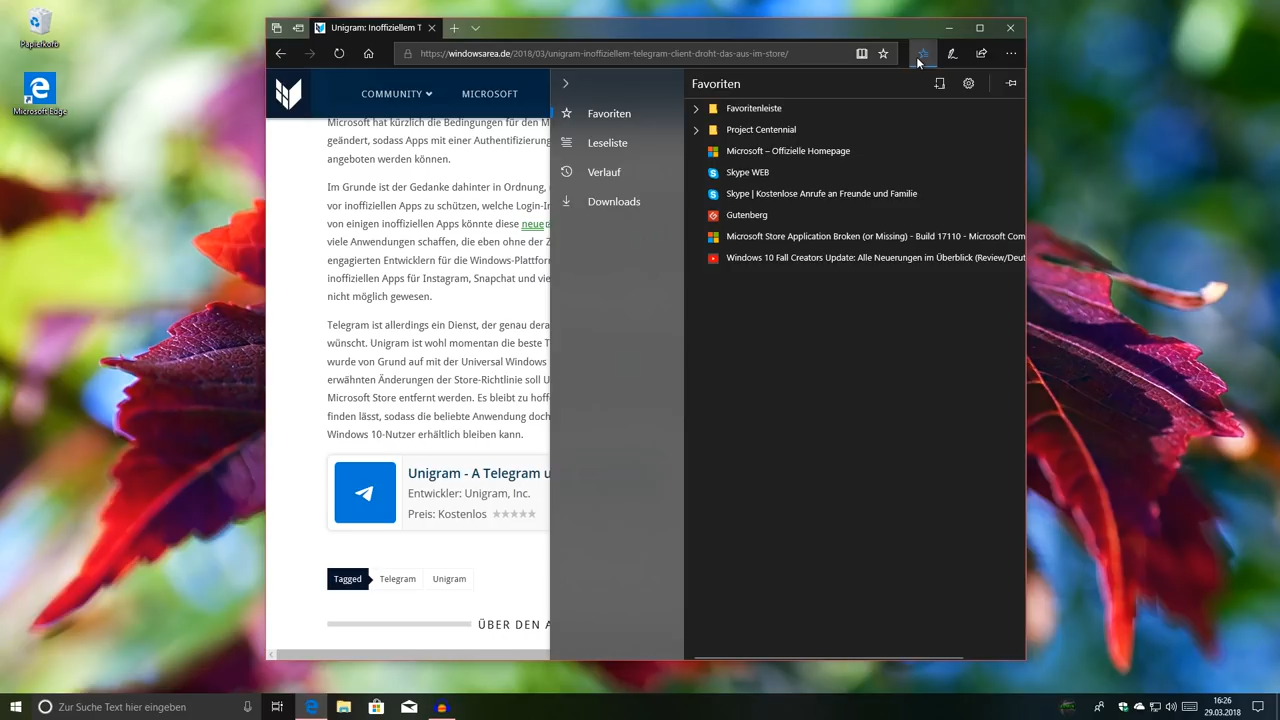 Papierkorb
Microsoft Edge
Unigram: Inoffiziellem T
https://windowsarea.de/2018/03/unigram-inoffiziellem-telegram-client-droht-das-aus-im-store/
COMMUNITY
MICROSOFT
Microsoft hat kürzlich die Bedingungen für den M
geändert, sodass Apps mit einer Authentifizierung
angeboten werden können.
Im Grunde ist der Gedanke dahinter in Ordnung,
vor inoffiziellen Apps zu schützen, welche Login-In
von einigen inoffiziellen Apps könnte diese neue
viele Anwendungen schaffen, die eben ohne der Z
engagierten Entwicklern für die Windows-Plattfor
inoffiziellen Apps für Instagram, Snapchat und vie
nicht möglich gewesen.
Telegram ist allerdings ein Dienst, der genau dera
wünscht. Unigram ist wohl momentan die beste T
wurde von Grund auf mit der Universal Windows
erwähnten Änderungen der Store-Richtlinie soll U
Microsoft Store entfernt werden. Es bleibt zu hoff
finden lässt, sodass die beliebte Anwendung doch
Windows 10-Nutzer erhältlich bleiben kann.
Unigram - A Telegram u
Entwickler: Unigram, Inc.
Preis: Kostenlos
Tagged
Telegram
Unigram
ÜBER DEN A
Favoriten
Leseliste
Verlauf
Downloads
Favoriten
Favoritenleiste
Project Centennial
Microsoft – Offizielle Homepage
Skype WEB
Skype | Kostenlose Anrufe an Freunde und Familie
Gutenberg
Microsoft Store Application Broken (or Missing) - Build 17110 - Microsoft Com
Windows 10 Fall Creators Update: Alle Neuerungen im Überblick (Review/Deut
Zur Suche Text hier eingeben
16:26
29.03.2018